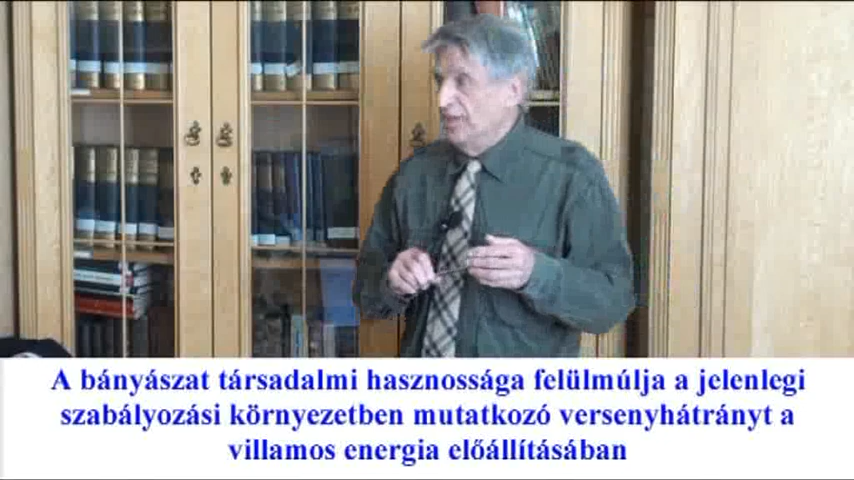 A bányászat társadalmi hasznossága felülmúlja a jelenlegi
szabályozási környezetben mutatkozó versenyhátrányt a
villamos energia előállításában